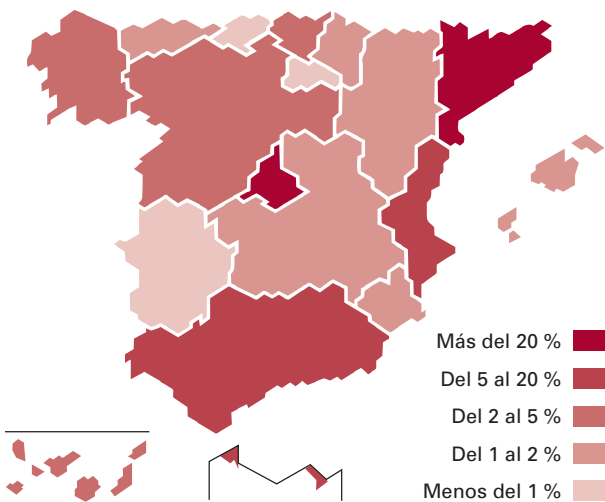 Más del 20 %
Del 5 al 20 %
Del 2 al 5 %
Del 1 al 2 %
Menos del 1 %